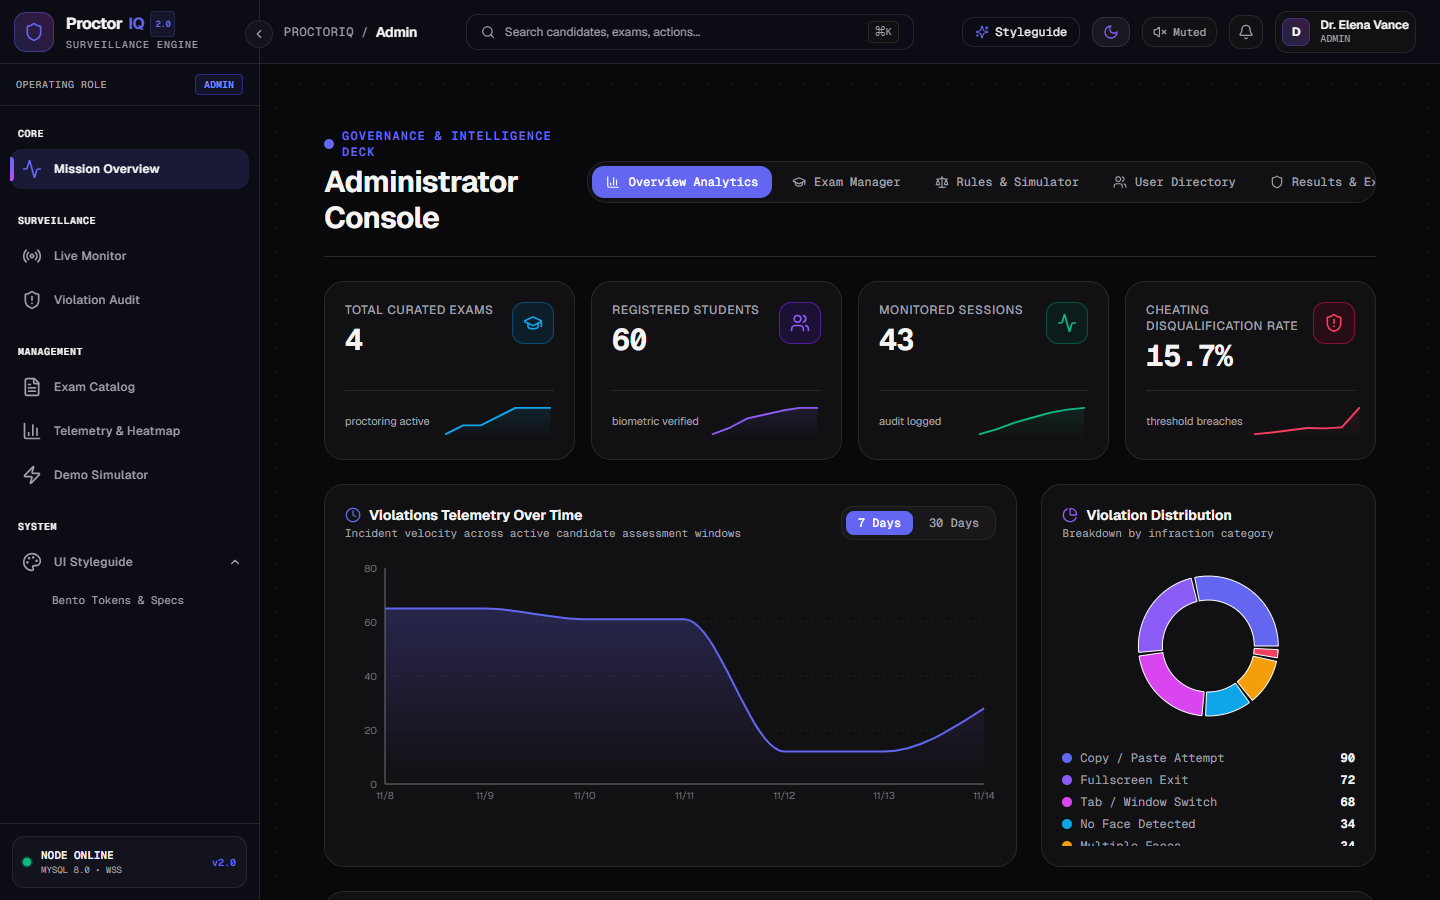 Proctor IQ 2.0
SURVEILLANCE ENGINE
PROCTORIQ / Admin
Search candidates, exams, actions...
⌘K
Styleguide
Muted
D
Dr. Elena Vance
ADMIN
OPERATING ROLE
ADMIN
CORE
Mission Overview
SURVEILLANCE
Live Monitor
Violation Audit
MANAGEMENT
Exam Catalog
Telemetry & Heatmap
Demo Simulator
SYSTEM
UI Styleguide
Bento Tokens & Specs
NODE ONLINE
MYSQL 8.0 • WSS
v2.0
GOVERNANCE & INTELLIGENCE
DECK
Administrator
Console
Overview Analytics
Exam Manager
Rules & Simulator
User Directory
Results & Ex
TOTAL CURATED EXAMS
4
proctoring active
REGISTERED STUDENTS
60
biometric verified
MONITORED SESSIONS
43
audit logged
CHEATING
DISQUALIFICATION RATE
15.7%
threshold breaches
Violations Telemetry Over Time
Incident velocity across active candidate assessment windows
7 Days
30 Days
80
60
40
20
0
11/8
11/9
11/10
11/11
11/12
11/13
11/14
Violation Distribution
Breakdown by infraction category
Copy / Paste Attempt 90
Fullscreen Exit 72
Tab / Window Switch 68
No Face Detected 34
Multiple Faces 34